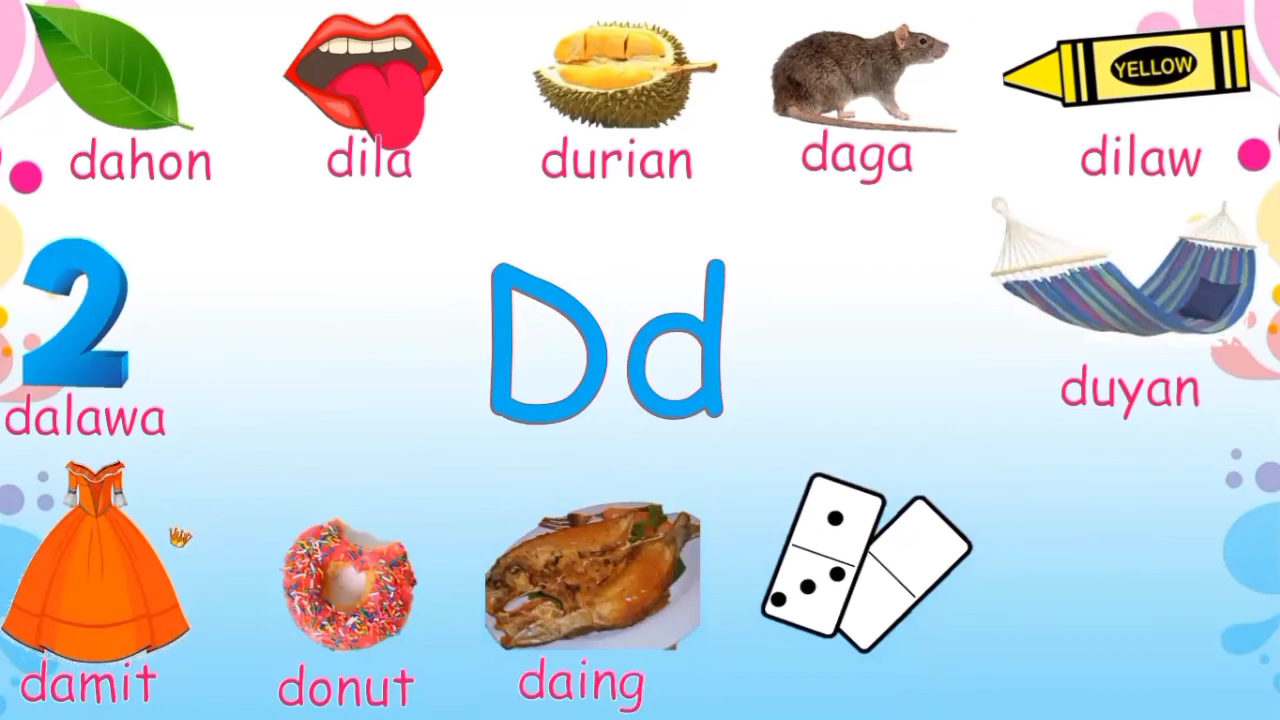 dahon
dila
durian
daga
YELLOW
dilaw
dalawa
Dd
duyan
damit
donut
daing